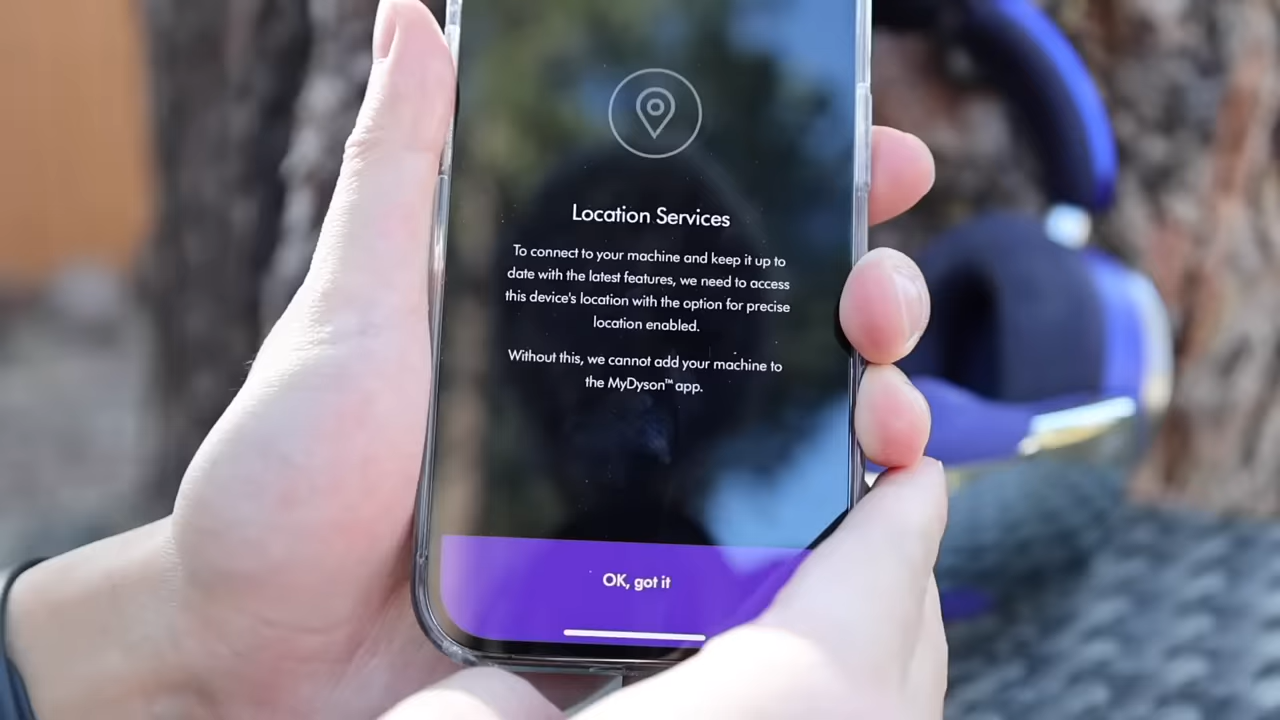 Location Services
To connect to your machine and keep it up to
date with the latest features, we need to access
this device's location with the option for precise
location enabled.
Without this, we cannot add your machine to
the MyDyson™ app.
OK, got it